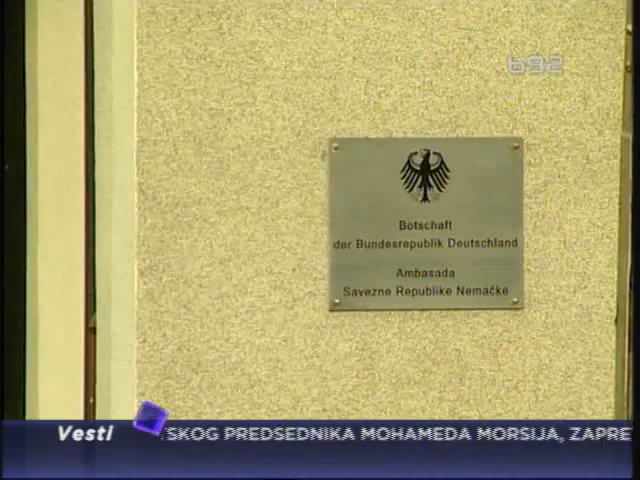 b92
Botschaft
der Bundesrepublik Deutschland
Ambasada
Savezne Republike Nemačke
Vesti
SKOG PREDSEDNIKA MOHAMEDA MORSIJA, ZAPRE